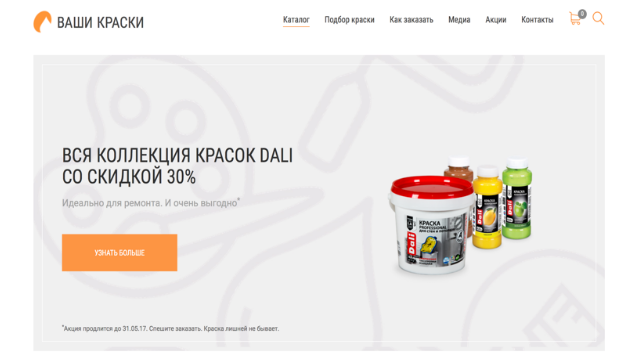 ВАШИ КРАСКИ
Каталог Подбор краски Как заказать Медиа Акции Контакты
0
ВСЯ КОЛЛЕКЦИЯ КРАСОК DALI
СО СКИДКОЙ 30%
Идеально для ремонта. И очень выгодно*
УЗНАТЬ БОЛЬШЕ
*Акция продлится до 31.05.17. Спешите заказать. Краска лишней не бывает.
Dali
КРАСКА
PROFESSIONAL
Dali
Dali